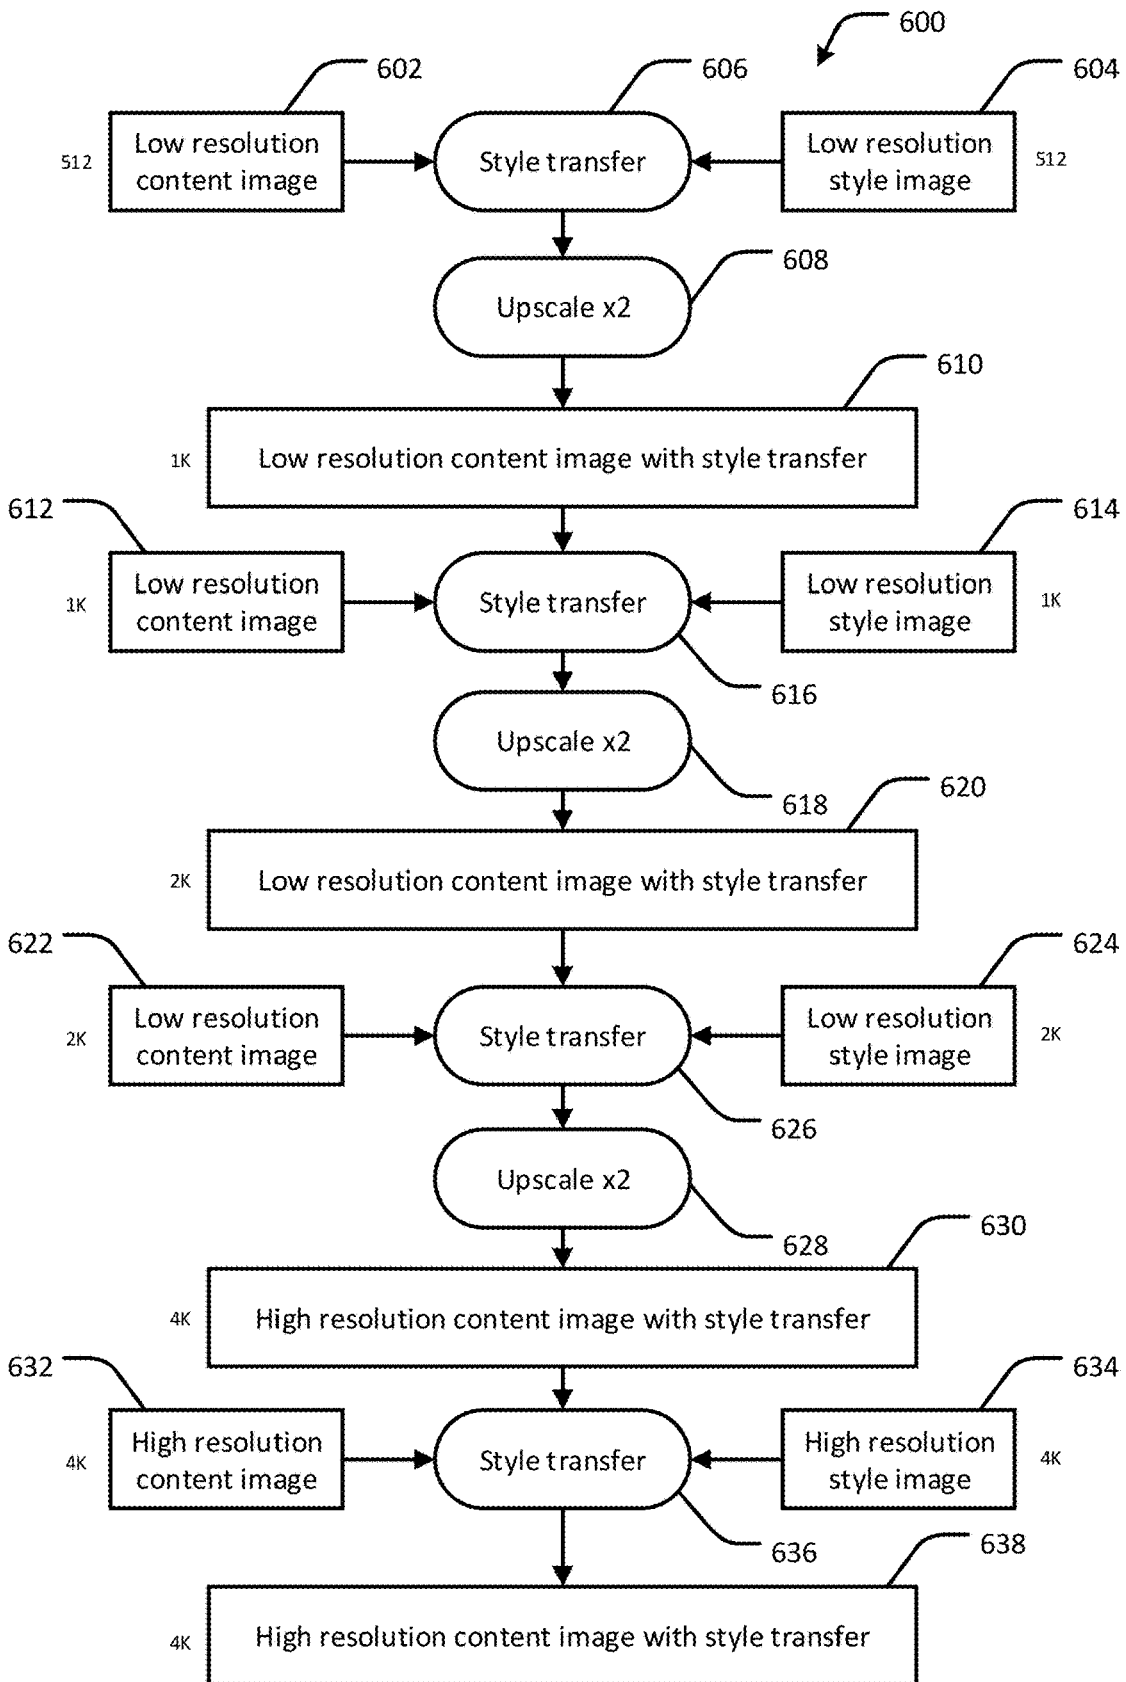 600
602
606
604
512
Low resolution
content image
Style transfer
Low resolution
style image
512
608
Upscale x2
610
1K
Low resolution content image with style transfer
612
614
1K
Low resolution
content image
Style transfer
Low resolution
style image
1K
616
Upscale x2
618
620
2K
Low resolution content image with style transfer
622
624
2K
Low resolution
content image
Style transfer
Low resolution
style image
2K
626
Upscale x2
628
630
4K
High resolution content image with style transfer
632
634
4K
High resolution
content image
Style transfer
High resolution
style image
4K
636
638
4K
High resolution content image with style transfer